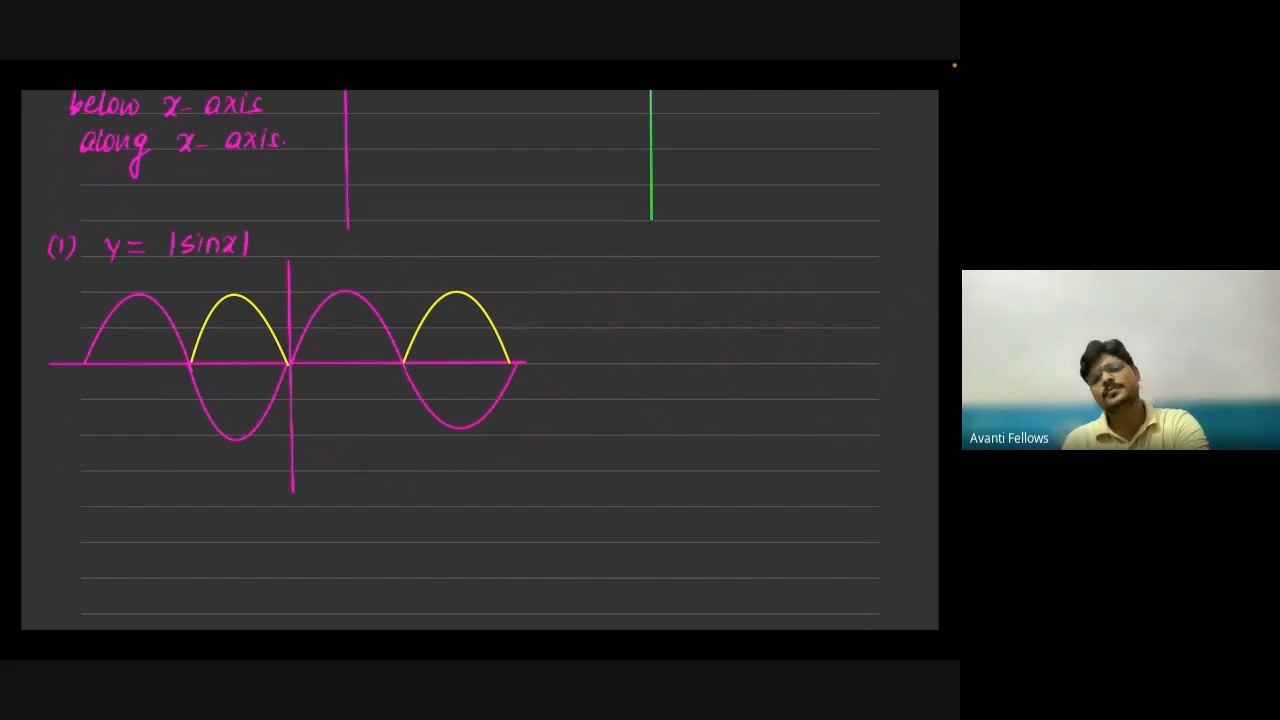 below x- axis
along x- axis.
(1) y = |sinx|
Avanti Fellows